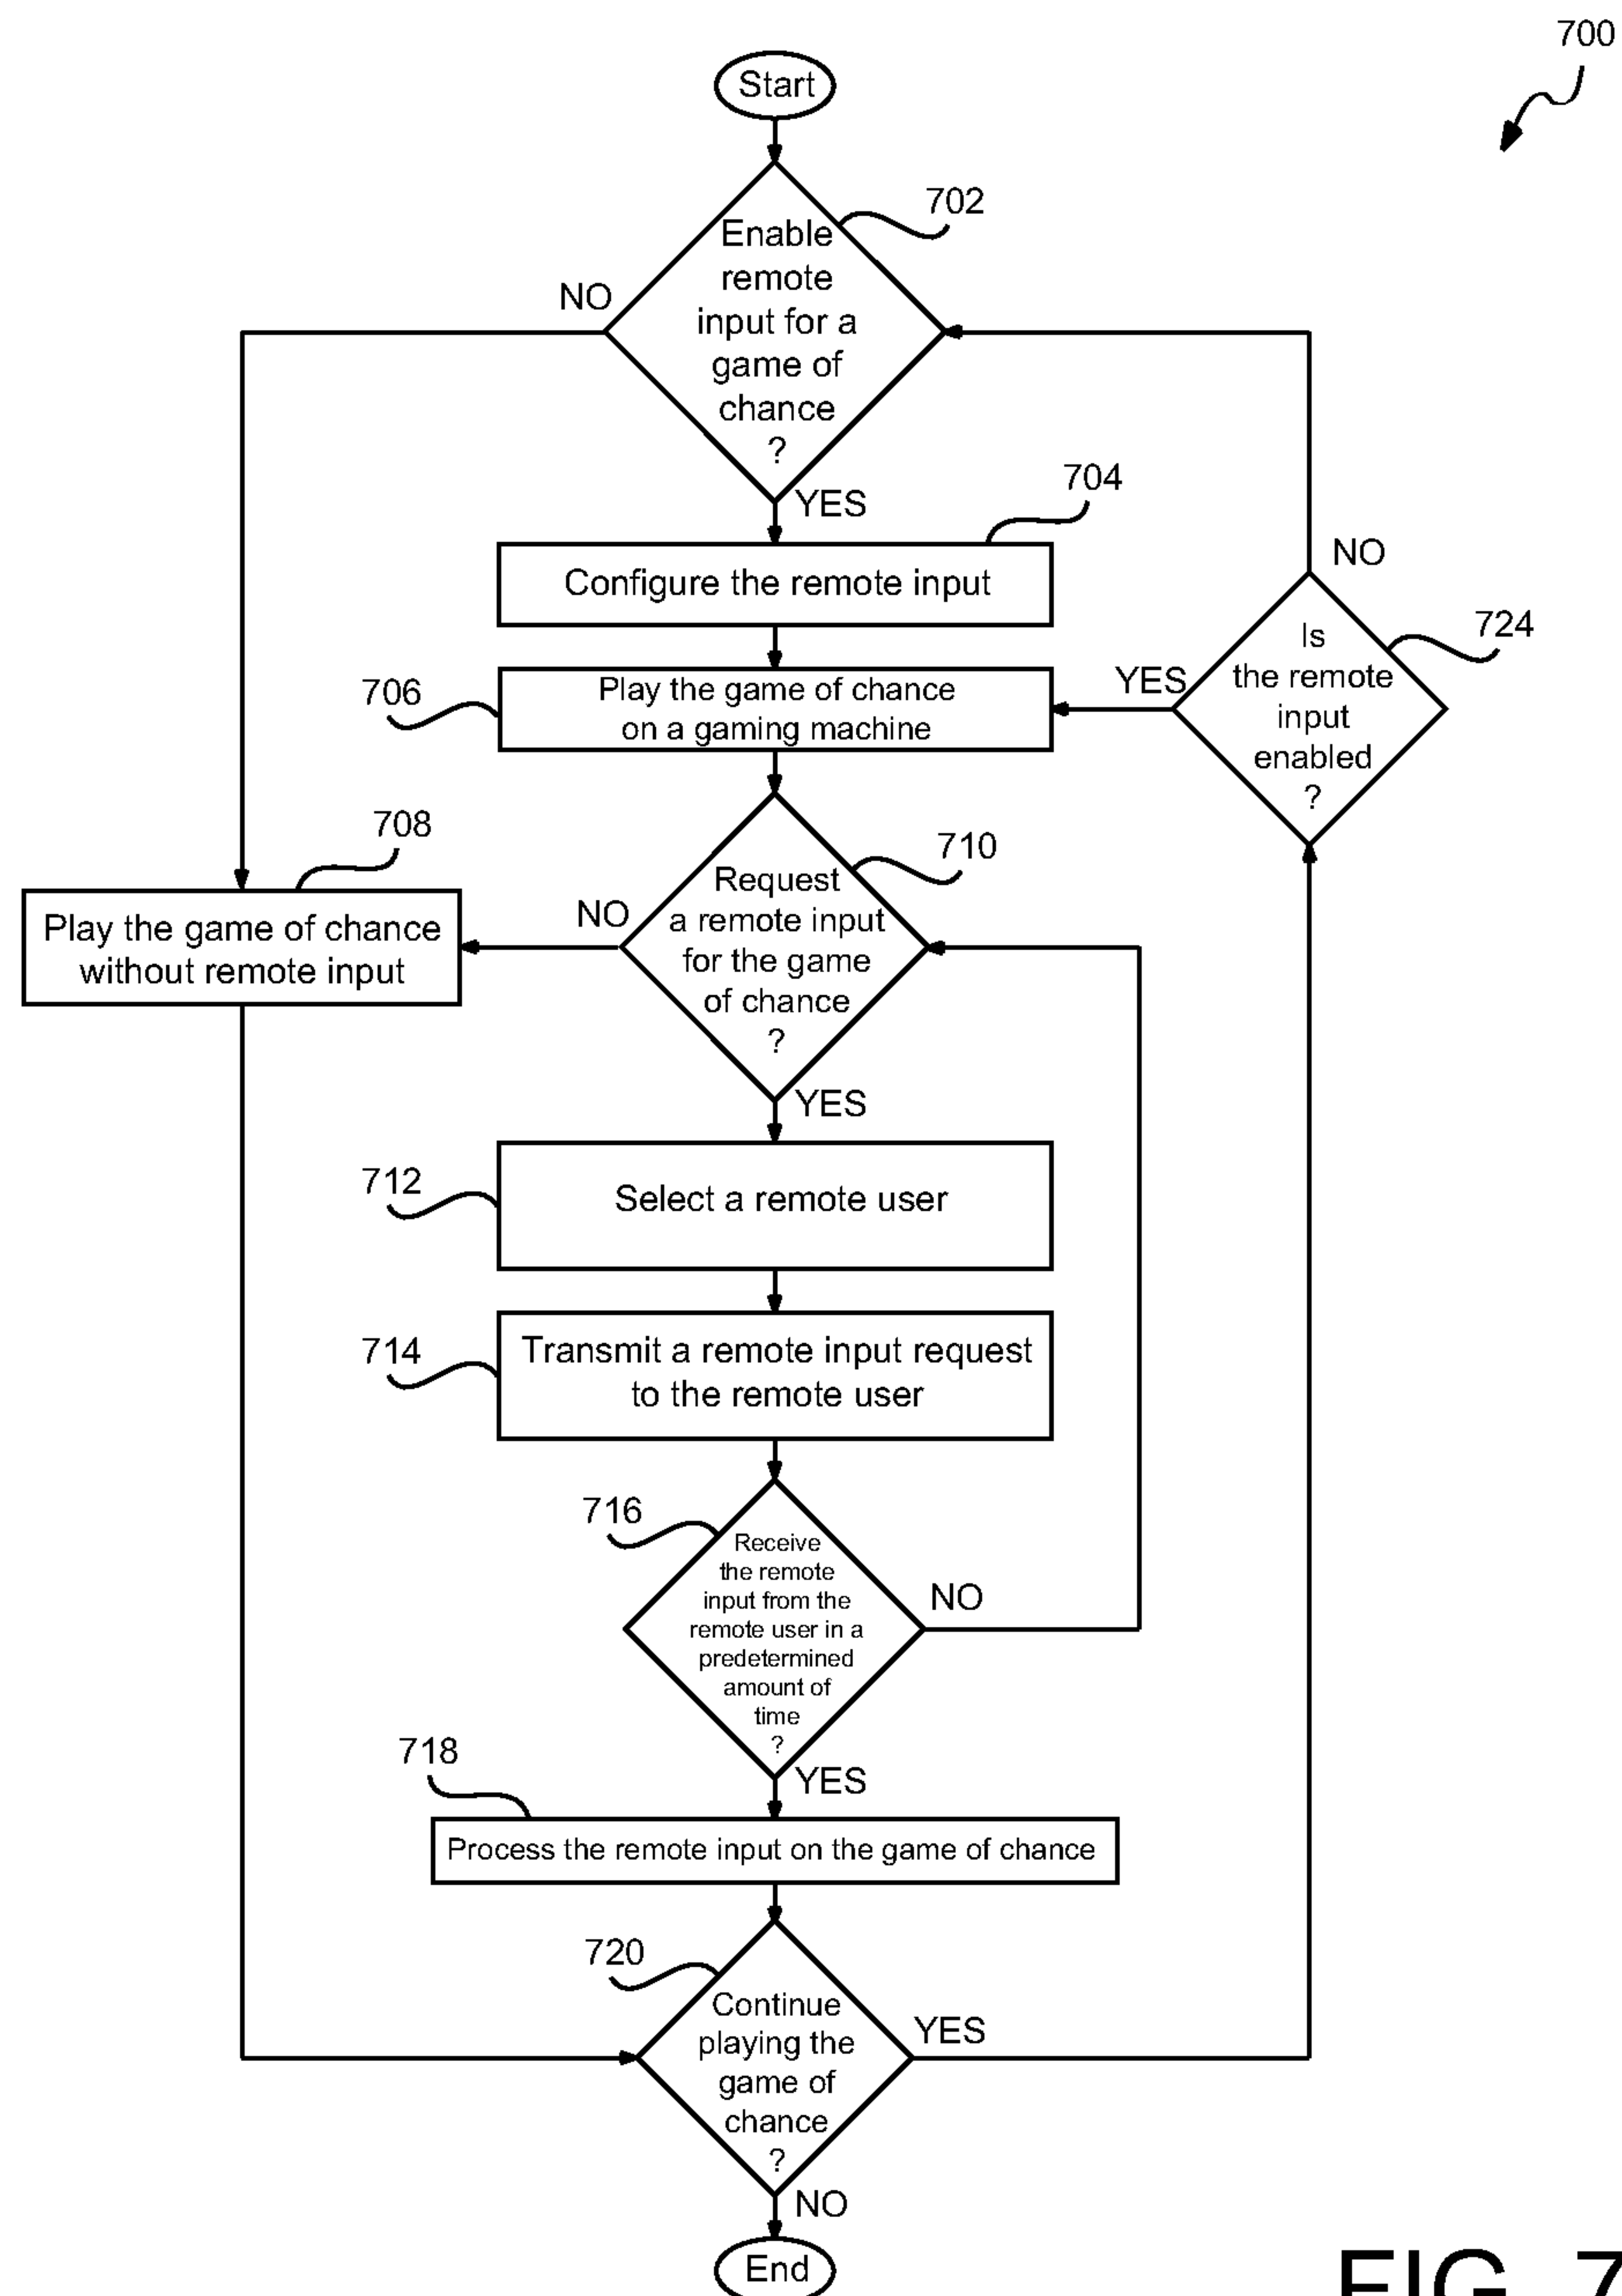 700
Start
702
Enable
remote
input for a
game of
chance
?
NO
YES
704
Configure the remote input
NO
724
Is
the remote
input
enabled
?
YES
706
Play the game of chance
on a gaming machine
708
Play the game of chance
without remote input
710
Request
a remote input
for the game
of chance
?
NO
YES
712
Select a remote user
714
Transmit a remote input request
to the remote user
716
Receive
the remote
input from the
remote user in a
predetermined
amount of
time
?
NO
YES
718
Process the remote input on the game of chance
720
Continue
playing the
game of
chance
?
YES
NO
End
FIG. 7